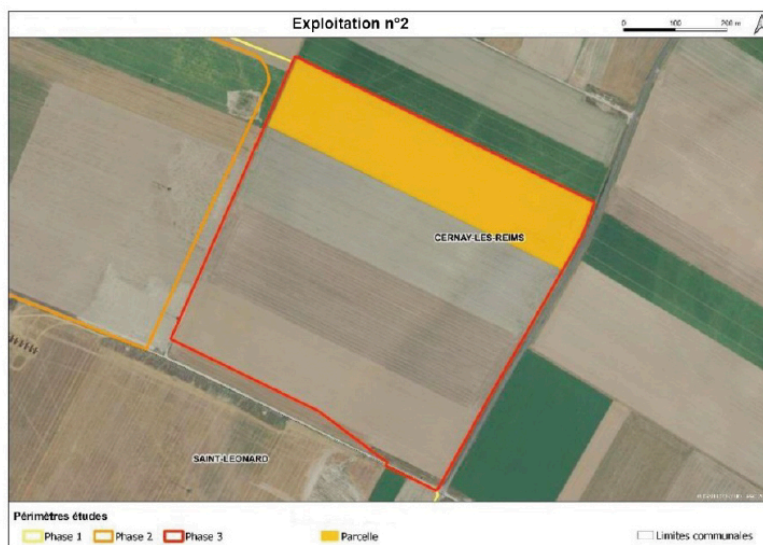 Exploitation n°2
0 100 200 m
CERNAY-LES-REIMS
SAINT-LEONARD
Périmètres études
Phase 1 Phase 2 Phase 3 Parcelle Limites communales